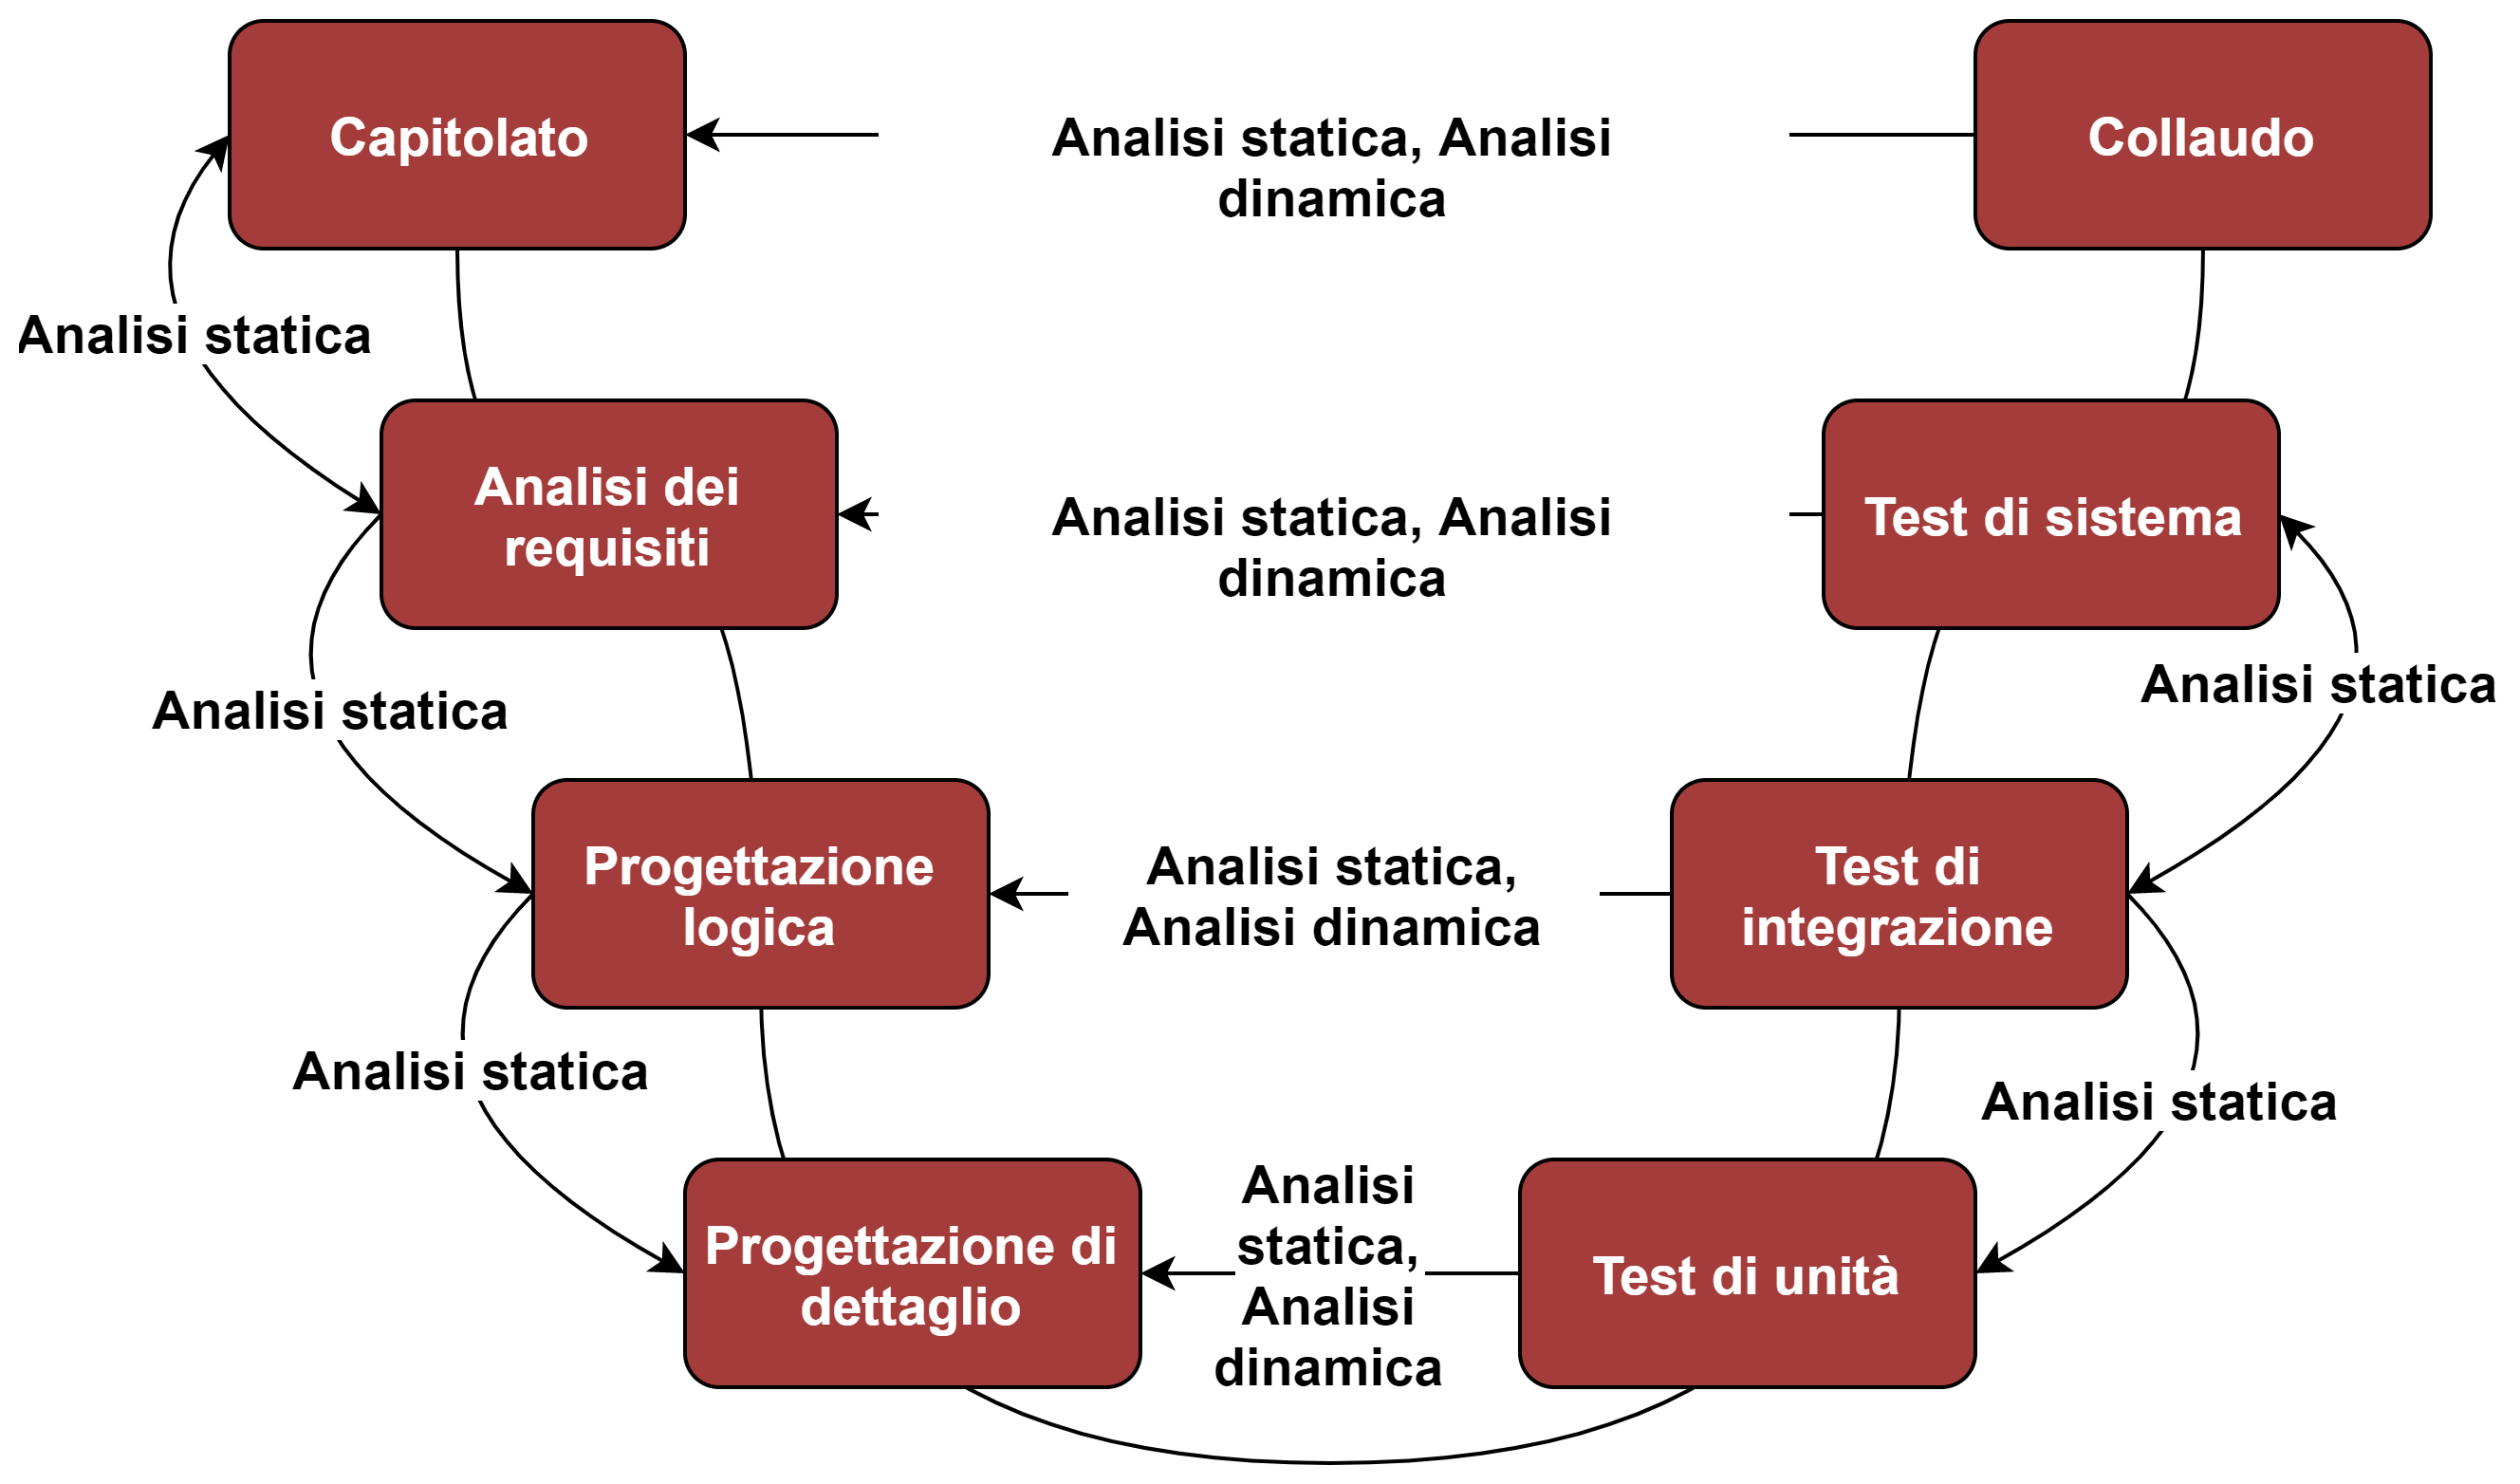 Capitolato
Analisi statica, Analisi
dinamica
Collaudo
Analisi statica
Analisi dei
requisiti
Analisi statica, Analisi
dinamica
Test di sistema
Analisi statica
Analisi statica
Progettazione
logica
Analisi statica,
Analisi dinamica
Test di
integrazione
Analisi statica
Analisi statica
Progettazione di
dettaglio
Analisi
statica,
Analisi
dinamica
Test di unità